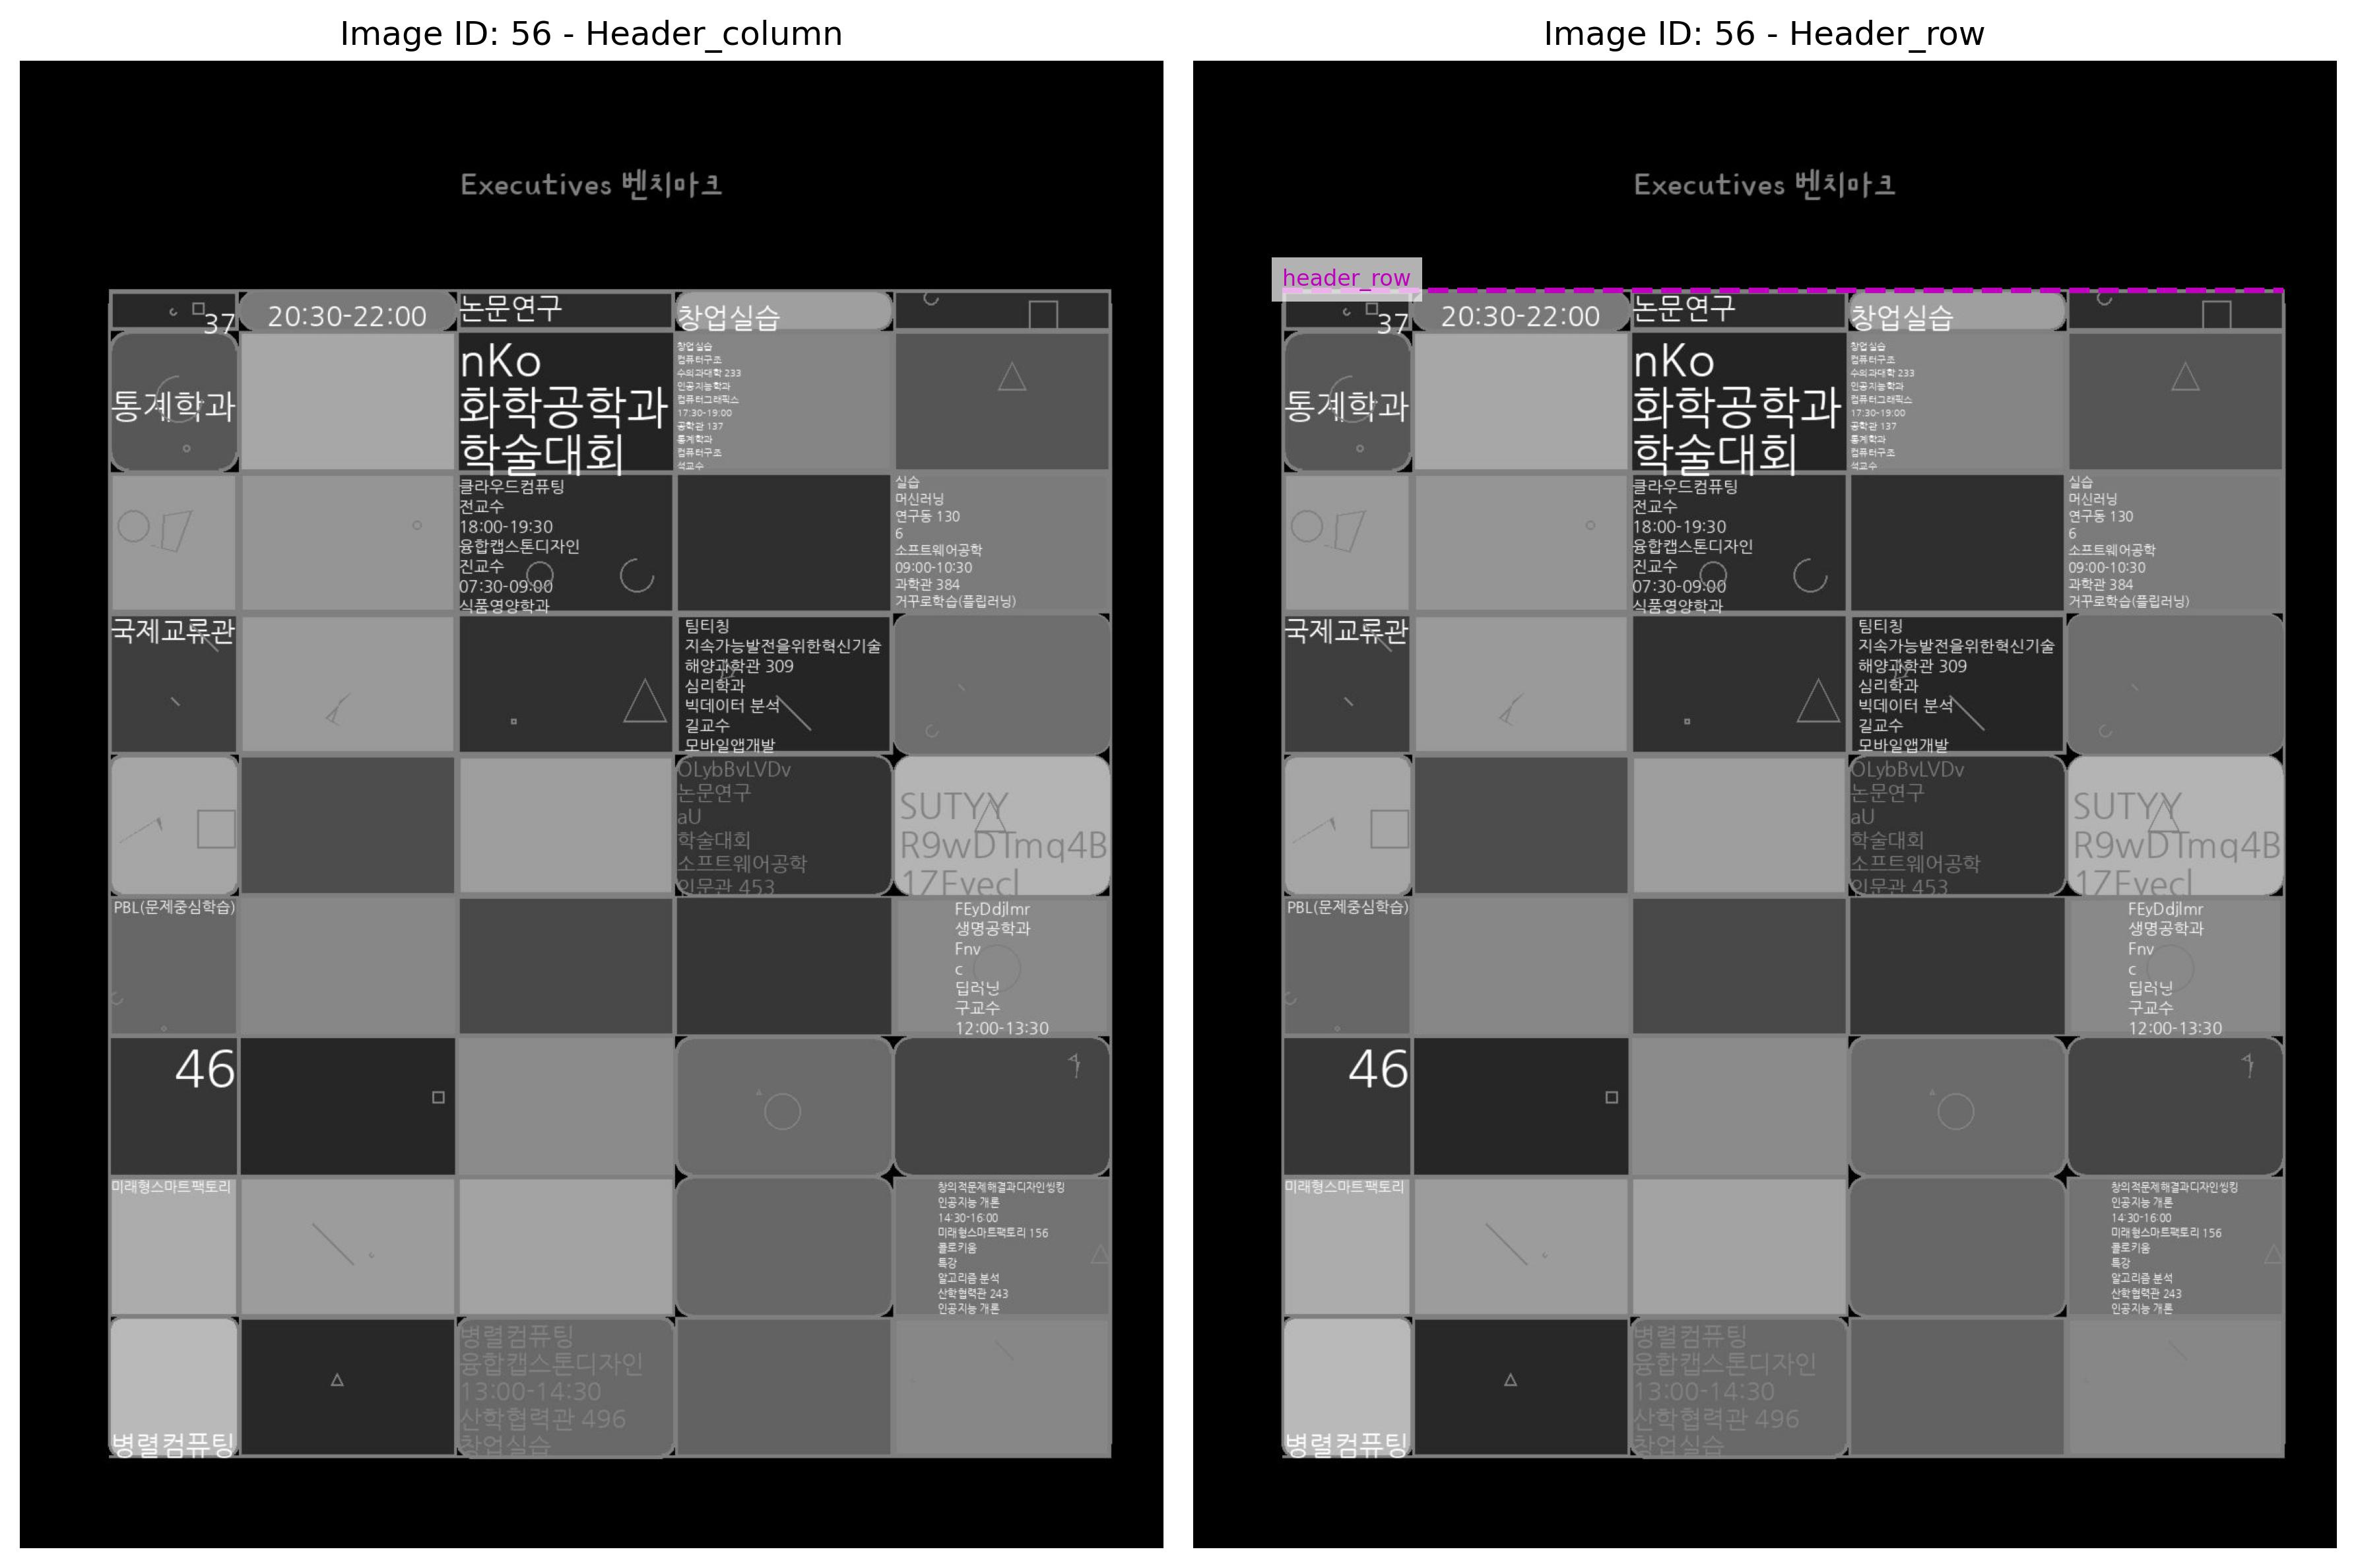 Image ID: 56 - Header_column
Executives 벤치마크
37
20:30-22:00
논문연구
창업실습
통계학과
nKo
화학공학과
학술대회
창업실습
컴퓨터구조
수의과대학 233
인공지능학과
컴퓨터그래픽스
17:30-19:00
공학관 137
통계학과
컴퓨터구조
석교수
클라우드컴퓨팅
전교수
18:00-19:30
융합캡스톤디자인
진교수
07:30-09:00
식품영양학과
실습
머신러닝
연구동 130
6
소프트웨어공학
09:00-10:30
과학관 384
거꾸로학습(플립러닝)
국제교류관
팀티칭
지속가능발전을위한혁신기술
해양과학관 309
심리학과
빅데이터 분석
길교수
모바일앱개발
OLybBvLVDv
논문연구
aU
학술대회
소프트웨어공학
인문관 453
SUTYY
R9wDTmq4B
1ZFvecl
PBL(문제중심학습)
FEyDdjlmr
생명공학과
Fnv
c
딥러닝
구교수
12:00-13:30
46
미래형스마트팩토리
창의적문제해결과디자인씽킹
인공지능 개론
14:30-16:00
미래형스마트팩토리 156
콜로키움
특강
알고리즘 분석
산학협력관 243
인공지능 개론
병렬컴퓨팅
병렬컴퓨팅
융합캡스톤디자인
13:00-14:30
산학협력관 496
창업실습
Image ID: 56 - Header_row
Executives 벤치마크
header_row
37
20:30-22:00
논문연구
창업실습
통계학과
nKo
화학공학과
학술대회
창업실습
컴퓨터구조
수의과대학 233
인공지능학과
컴퓨터그래픽스
17:30-19:00
공학관 137
통계학과
컴퓨터구조
석교수
클라우드컴퓨팅
전교수
18:00-19:30
융합캡스톤디자인
진교수
07:30-09:00
식품영양학과
실습
머신러닝
연구동 130
6
소프트웨어공학
09:00-10:30
과학관 384
거꾸로학습(플립러닝)
국제교류관
팀티칭
지속가능발전을위한혁신기술
해양과학관 309
심리학과
빅데이터 분석
길교수
모바일앱개발
OLybBvLVDv
논문연구
aU
학술대회
소프트웨어공학
인문관 453
SUTYY
R9wDTmq4B
1ZFvecl
PBL(문제중심학습)
FEyDdjlmr
생명공학과
Fnv
c
딥러닝
구교수
12:00-13:30
46
미래형스마트팩토리
창의적문제해결과디자인씽킹
인공지능 개론
14:30-16:00
미래형스마트팩토리 156
콜로키움
특강
알고리즘 분석
산학협력관 243
인공지능 개론
병렬컴퓨팅
병렬컴퓨팅
융합캡스톤디자인
13:00-14:30
산학협력관 496
창업실습